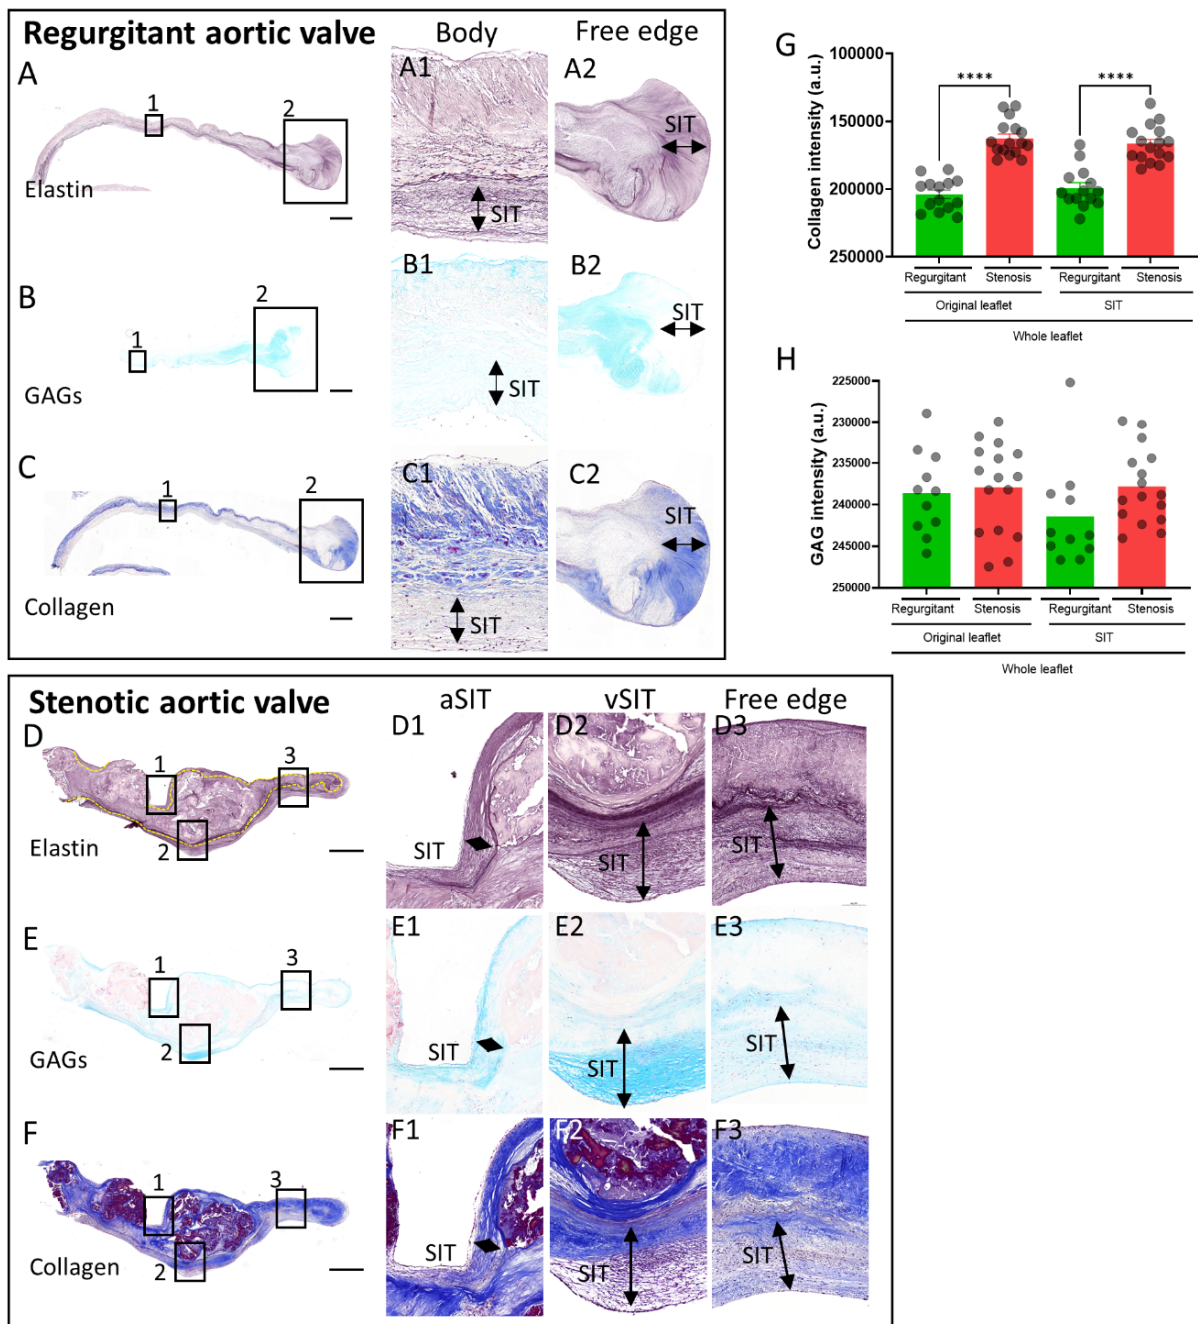 Regurgitant aortic valve
Body
Free edge
A
1
2
Elastin
A1
SIT
A2
SIT
B
1
2
GAGs
B1
SIT
B2
SIT
C
1
2
Collagen
C1
SIT
C2
SIT
G
Collagen intensity (a.u.)
100000
150000
200000
250000
****
****
Regurgitant
Stenosis
Regurgitant
Stenosis
Original leaflet
SIT
Whole leaflet
H
GAG intensity (a.u.)
225000
230000
235000
240000
245000
250000
Regurgitant
Stenosis
Regurgitant
Stenosis
Original leaflet
SIT
Whole leaflet
Stenotic aortic valve
aSIT
vSIT
Free edge
D
1
2
3
Elastin
D1
SIT
D2
SIT
D3
SIT
E
1
2
3
GAGs
E1
SIT
E2
SIT
E3
SIT
F
1
2
3
Collagen
F1
SIT
F2
SIT
F3
SIT